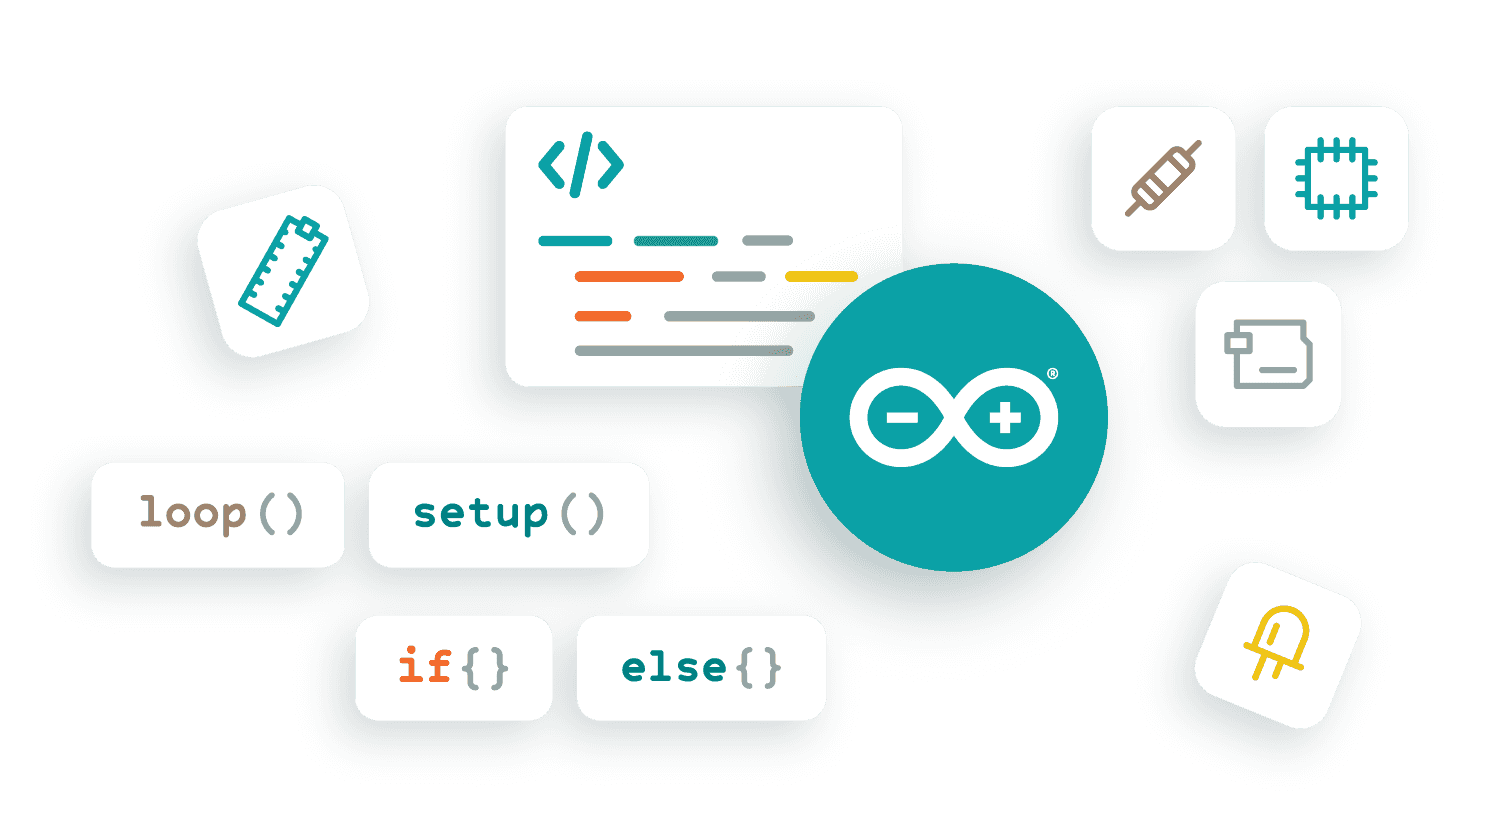 </>
®
loop()
setup()
if{}
else{}